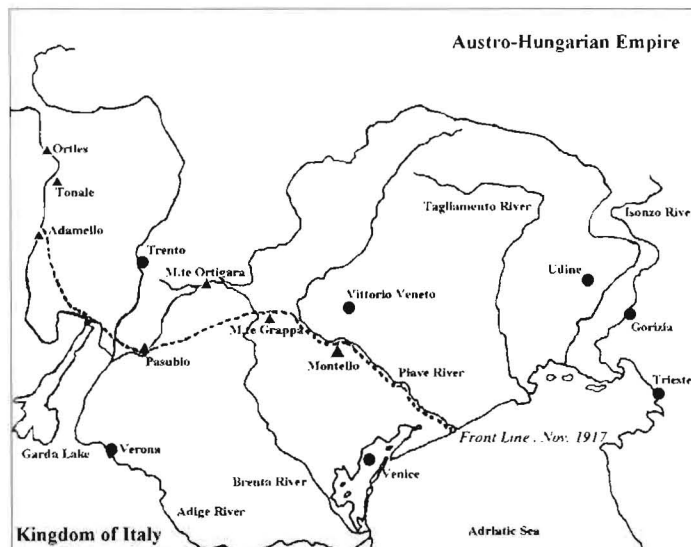 Austro-Hungarian Empire
Ortles
Tonale
Adamello
Trento
M.te Ortigara
Tagliamento River
Isonzo River
Udine
Vittorio Veneto
Gorizia
M.te Grappa
Pasubio
Montello
Piave River
Trieste
Front Line . Nov. 1917
Garda Lake
Verona
Brenta River
Venice
Adige River
Kingdom of Italy
Adriatic Sea